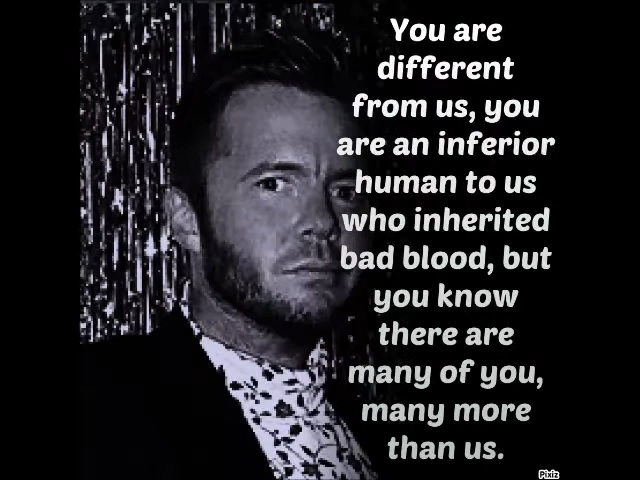 You are
different
from us, you
are an inferior
human to us
who inherited
bad blood, but
you know
there are
many of you,
many more
than us.
Pixiz